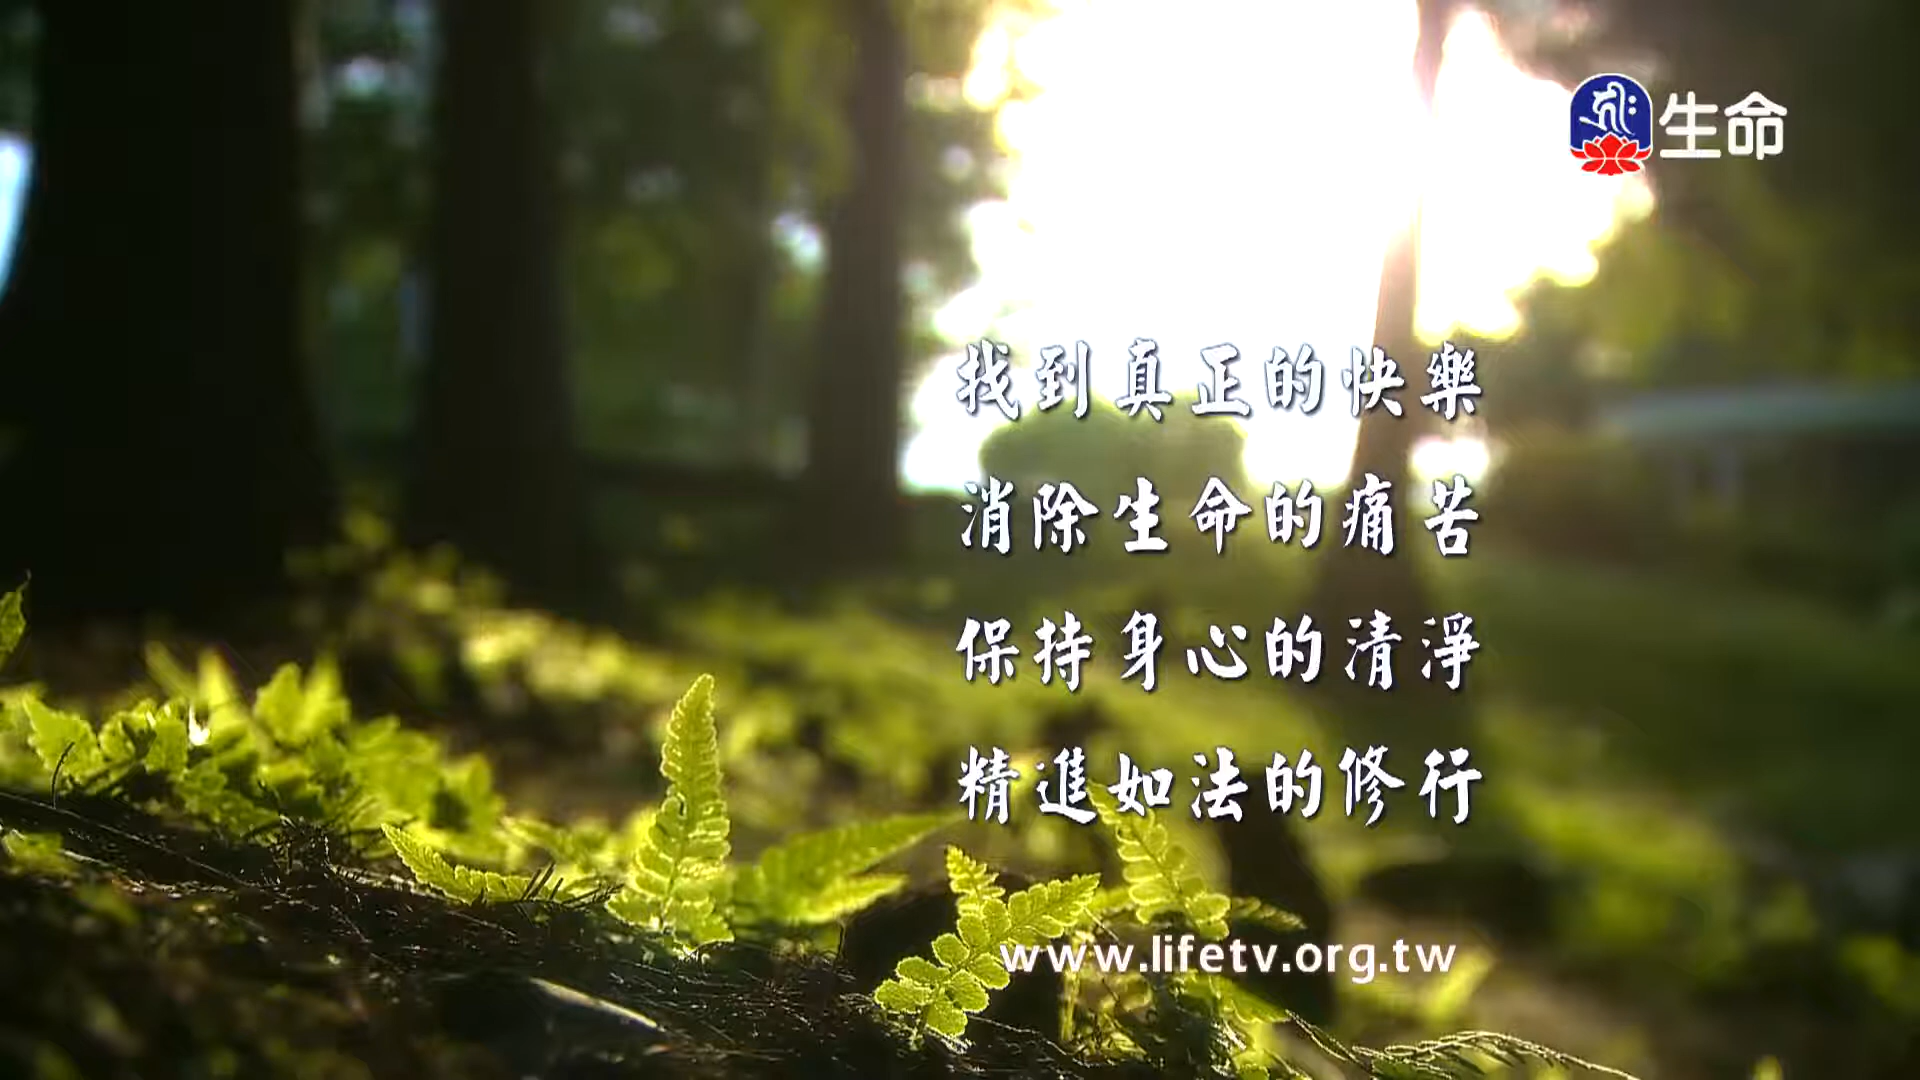 生命
找到真正的快樂
消除生命的痛苦
保持身心的清淨
精進如法的修行
www.lifetv.org.tw